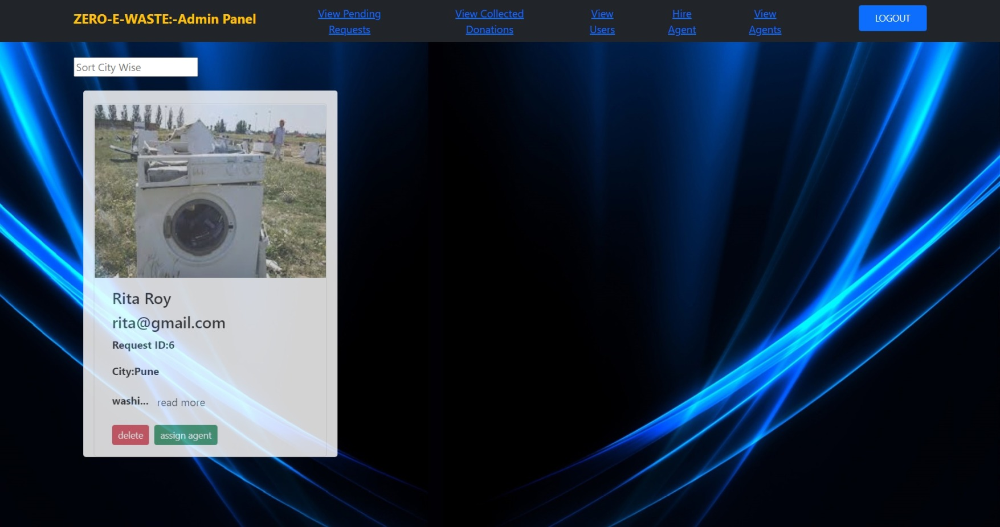 ZERO-E-WASTE:-Admin Panel
View Pending
Requests
View Collected
Donations
View
Users
Hire
Agent
View
Agents
LOGOUT
Sort City Wise
Rita Roy
rita@gmail.com
Request ID:6
City:Pune
washi... read more
delete assign agent